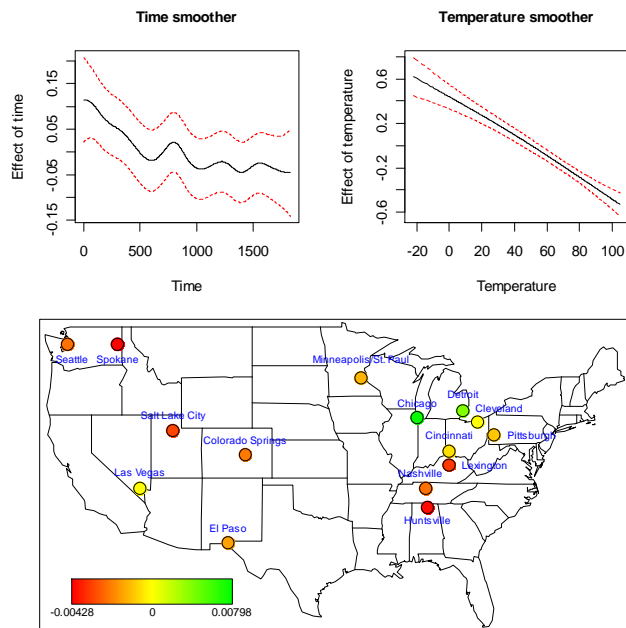 Time smoother
Temperature smoother
Effect of time
0.15
0.05
-0.05
-0.15
0
500
1000
1500
Time
Effect of temperature
0.6
0.2
-0.2
-0.6
-20
0
20
40
60
80
100
Temperature
Seattle
Spokane
Minneapolis/St. Paul
Chicago
Detroit
Cleveland
Salt Lake City
Colorado Springs
Cincinnati
Pittsburgh
Las Vegas
Nashville
Lexington
El Paso
Huntsville
-0.00428
0
0.00798